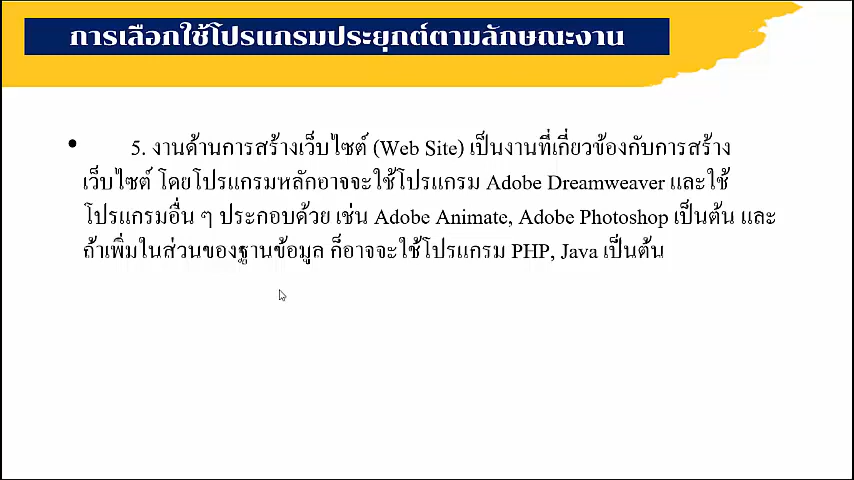 การเลือกใช้โปรแกรมประยุกต์ตามลักษณะงาน
• 5. งานด้านการสร้างเว็บไซต์ (Web Site) เป็นงานที่เกี่ยวข้องกับการสร้าง
เว็บไซต์ โดยโปรแกรมหลักอาจจะใช้โปรแกรม Adobe Dreamweaver และใช้
โปรแกรมอื่น ๆ ประกอบด้วย เช่น Adobe Animate, Adobe Photoshop เป็นต้น และ
ถ้าเพิ่มในส่วนของฐานข้อมูล ก็อาจจะใช้โปรแกรม PHP, Java เป็นต้น